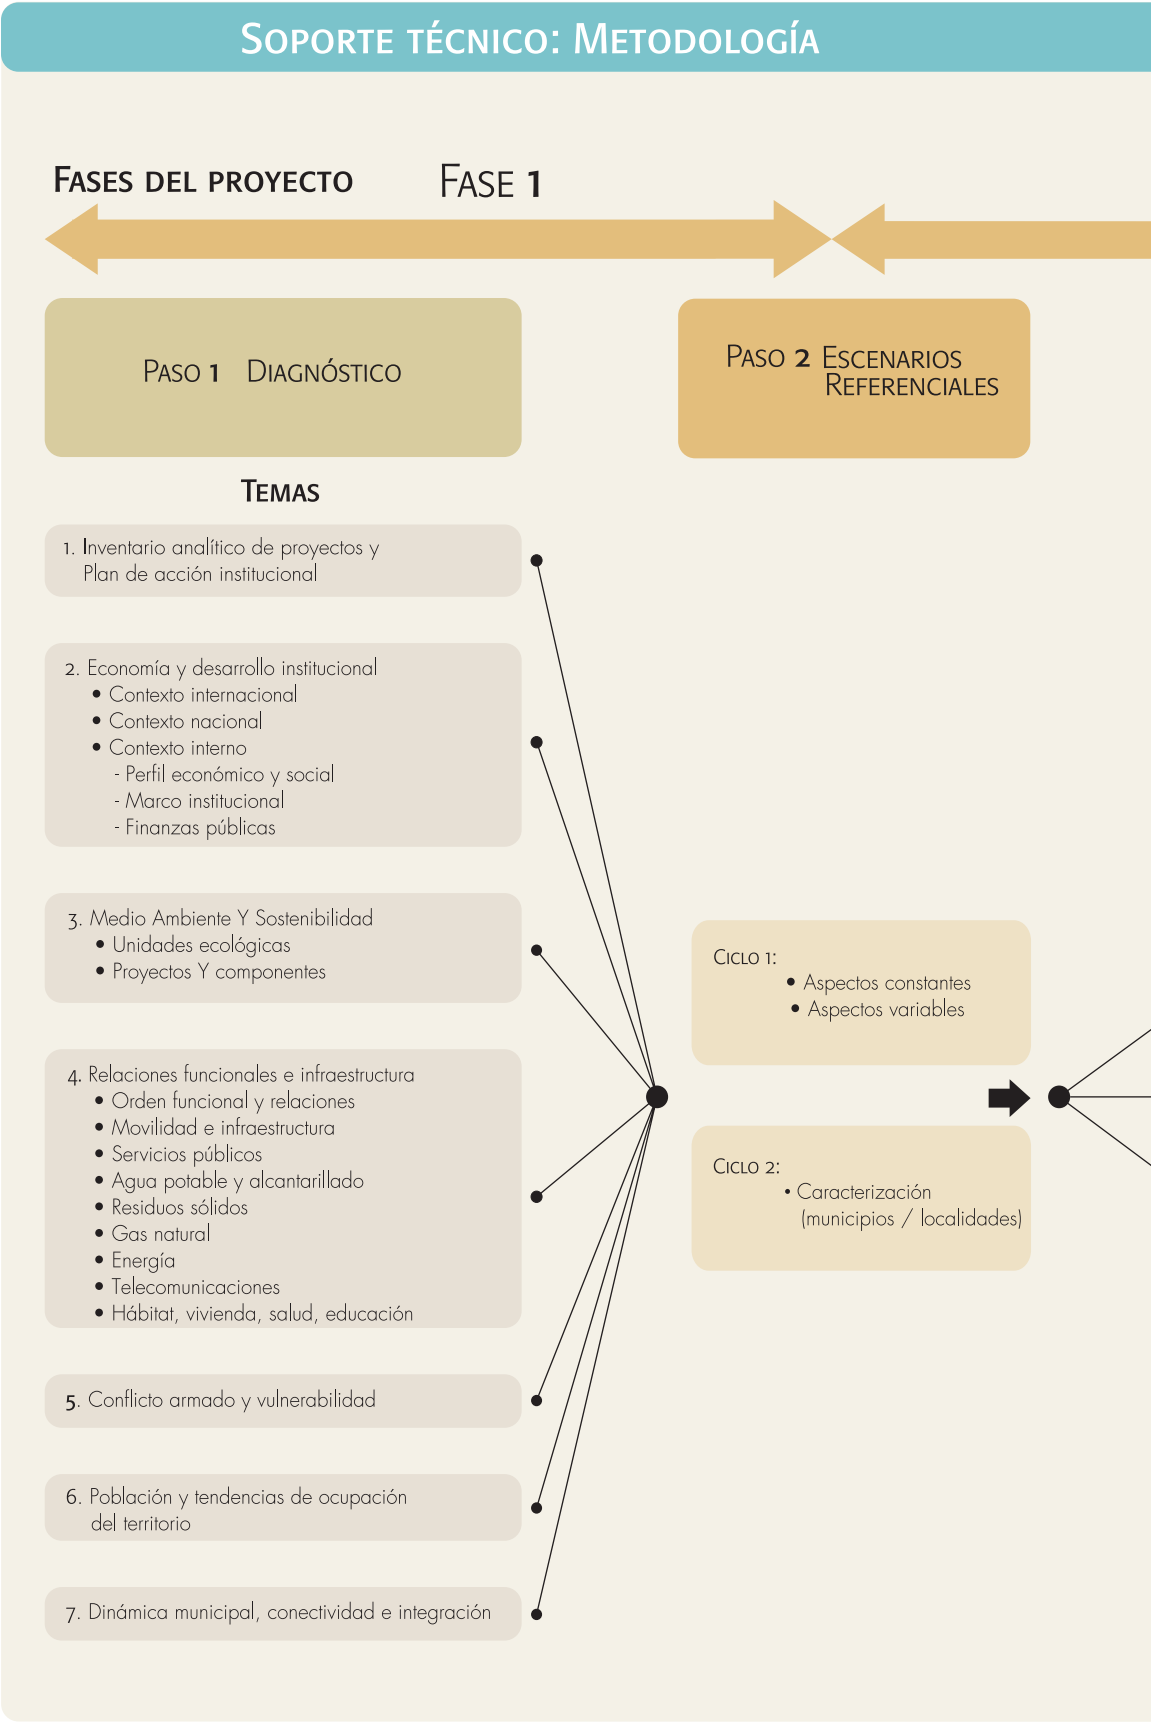 SOPORTE TÉCNICO: METODOLOGÍA
FASES DEL PROYECTO
FASE 1
PASO 1 DIAGNÓSTICO
PASO 2 ESCENARIOS
REFERENCIALES
TEMAS
1. Inventario analítico de proyectos y
Plan de acción institucional
2. Economía y desarrollo institucional
• Contexto internacional
• Contexto nacional
• Contexto interno
- Perfil económico y social
- Marco institucional
- Finanzas públicas
3. Medio Ambiente Y Sostenibilidad
• Unidades ecológicas
• Proyectos Y componentes
4. Relaciones funcionales e infraestructura
• Orden funcional y relaciones
• Movilidad e infraestructura
• Servicios públicos
• Agua potable y alcantarillado
• Residuos sólidos
• Gas natural
• Energía
• Telecomunicaciones
• Hábitat, vivienda, salud, educación
5. Conflicto armado y vulnerabilidad
6. Población y tendencias de ocupación
del territorio
7. Dinámica municipal, conectividad e integración
CICLO 1:
• Aspectos constantes
• Aspectos variables
CICLO 2:
• Caracterización
(municipios / localidades)